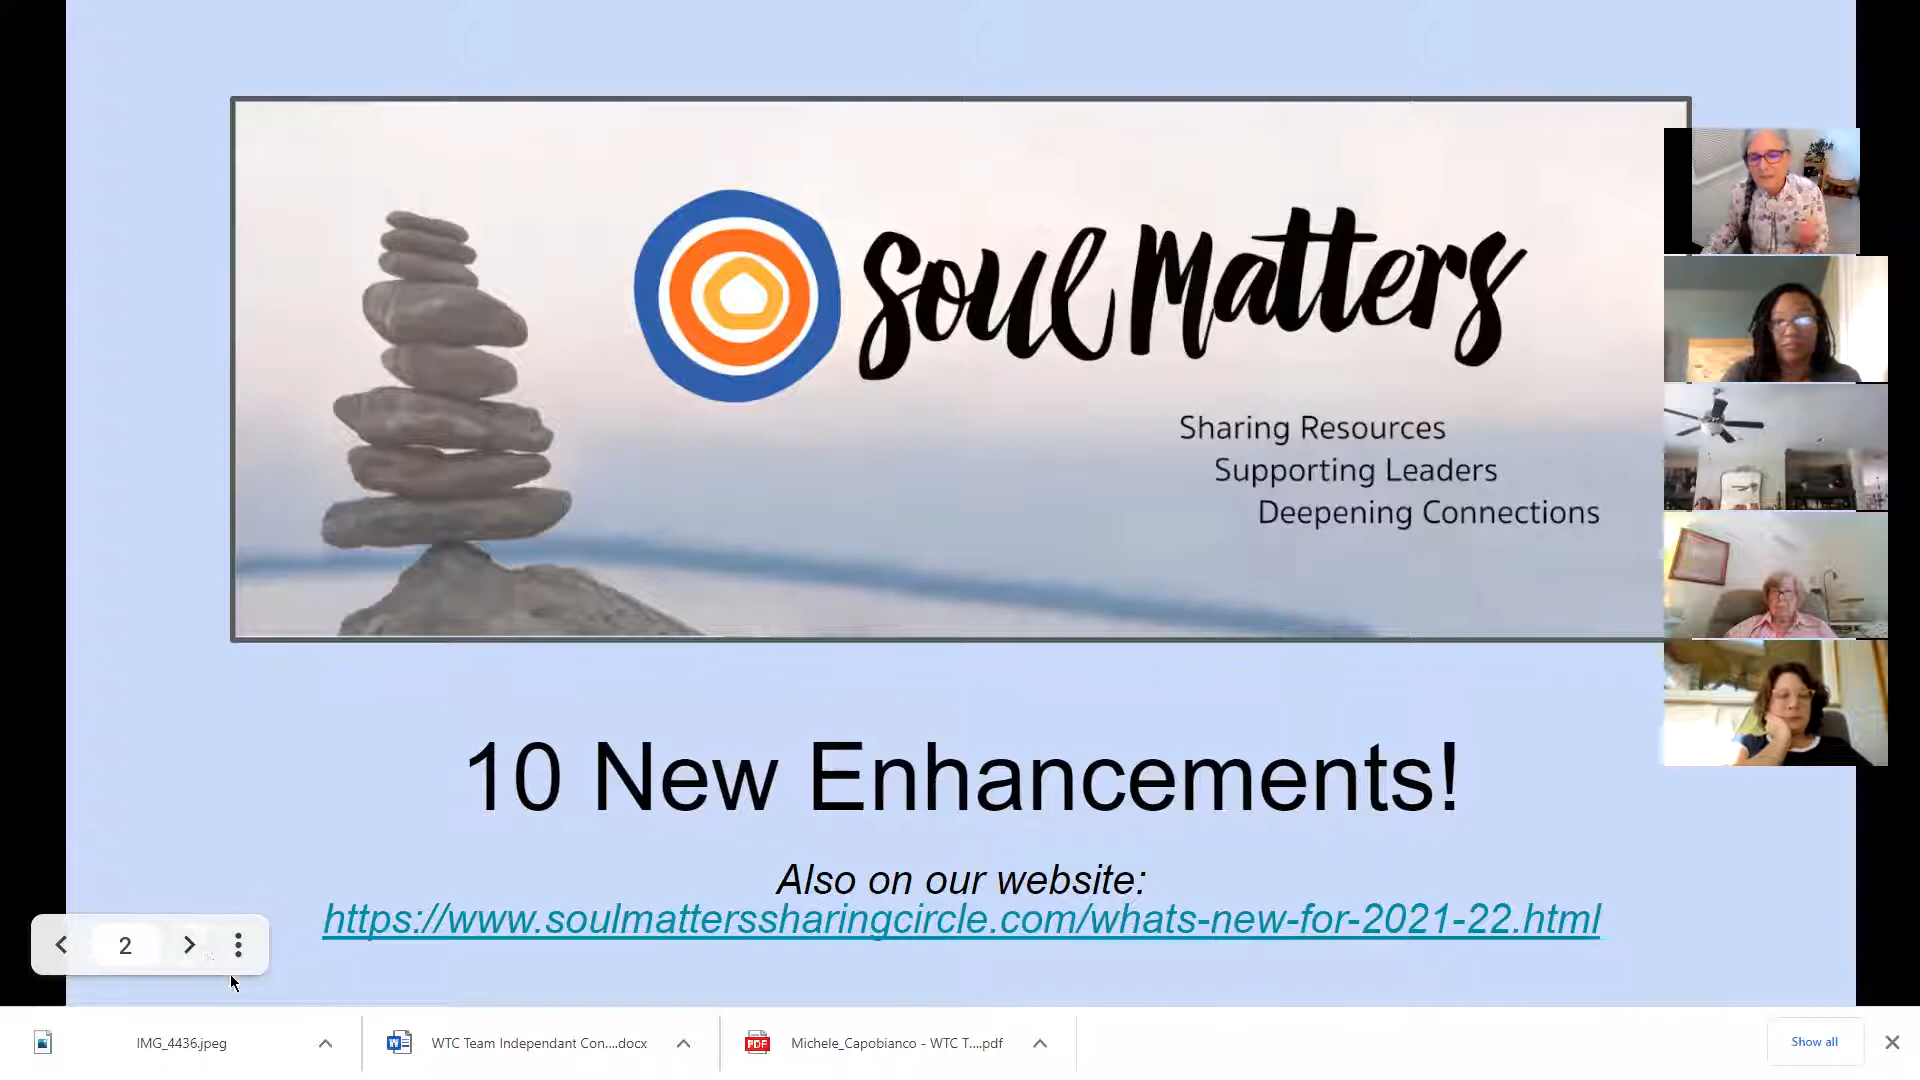 Soul Matters
Sharing Resources
Supporting Leaders
Deepening Connections
10 New Enhancements!
Also on our website:
https://www.soulmatterssharingcircle.com/whats-new-for-2021-22.html
2
IMG_4436.jpeg
WTC Team Independant Con....docx
PDF
Michele_Capobianco - WTC T....pdf
Show all